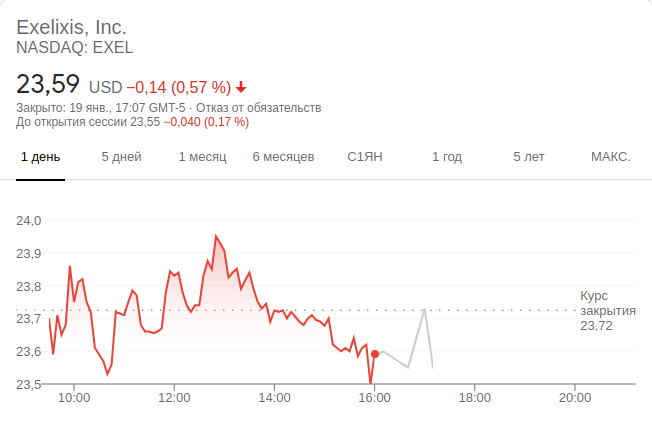 Exelixis, Inc.
NASDAQ: EXEL
23,59 USD −0,14 (0,57 %)
Закрыто: 19 янв., 17:07 GMT-5 · Отказ от обязательств
До открытия сессии 23,55 −0,040 (0,17 %)
1 день 5 дней 1 месяц 6 месяцев С1ЯН 1 год 5 лет МАКС.
24,0
23,9
23,8
23,7
23,6
23,5
Курс
закрытия
23,72
10:00 12:00 14:00 16:00 18:00 20:00